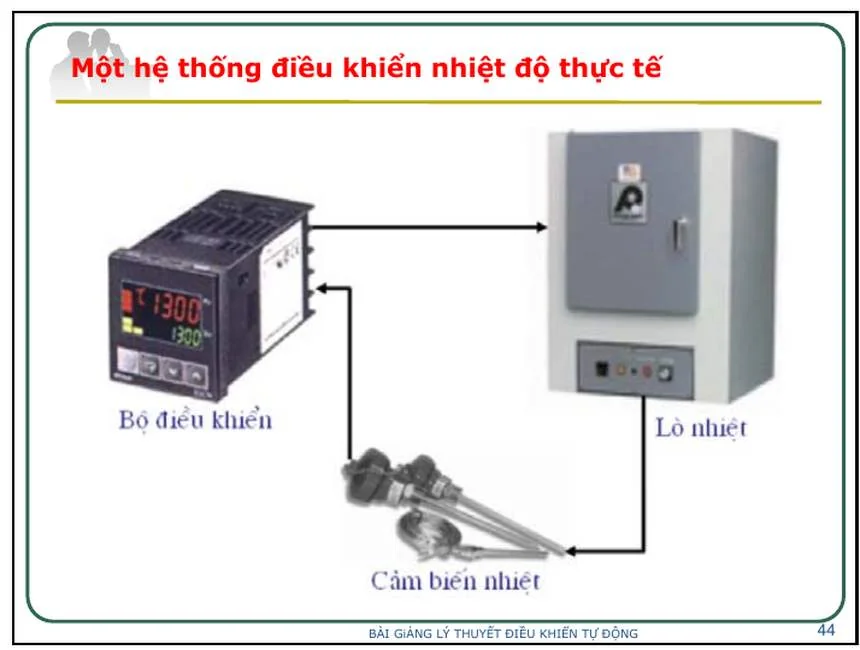 Một hệ thống điều khiển nhiệt độ thực tế
℃ 1300
1300
Bộ điều khiển
Lò nhiệt
Cảm biến nhiệt
BÀI GiẢNG LÝ THUYẾT ĐIỀU KHIỂN TỰ ĐỘNG
44